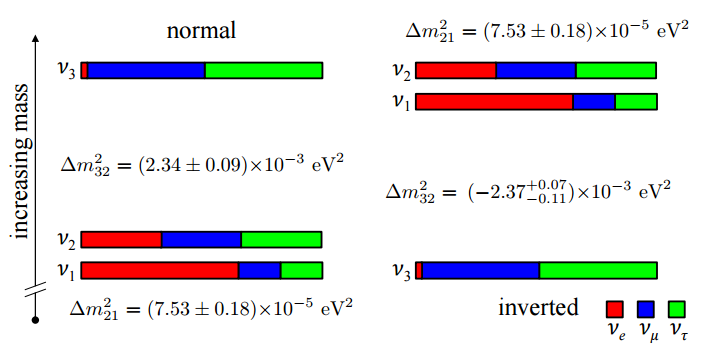 normal
ν₃
Δm²₃₂ = (2.34 ± 0.09)×10⁻³ eV²
ν₂
ν₁
Δm²₂₁ = (7.53 ± 0.18)×10⁻⁵ eV²
increasing mass
Δm²₂₁ = (7.53 ± 0.18)×10⁻⁵ eV²
ν₂
ν₁
Δm²₃₂ = (−2.37⁺⁰·⁰⁷₋₀.₁₁)×10⁻³ eV²
ν₃
inverted
νₑ ν_μ ν_τ